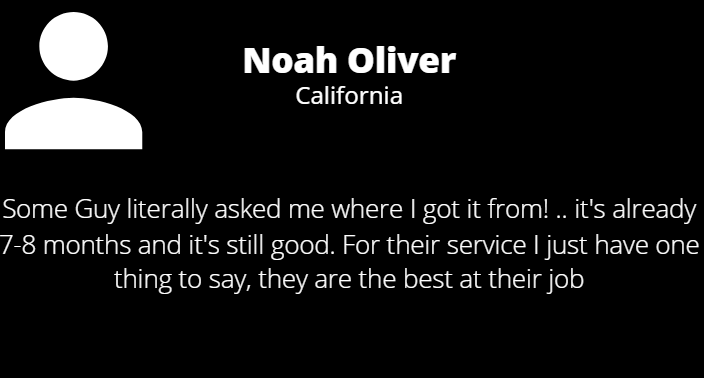 Noah Oliver
California
Some Guy literally asked me where I got it from! .. it's already
7-8 months and it's still good. For their service I just have one
thing to say, they are the best at their job